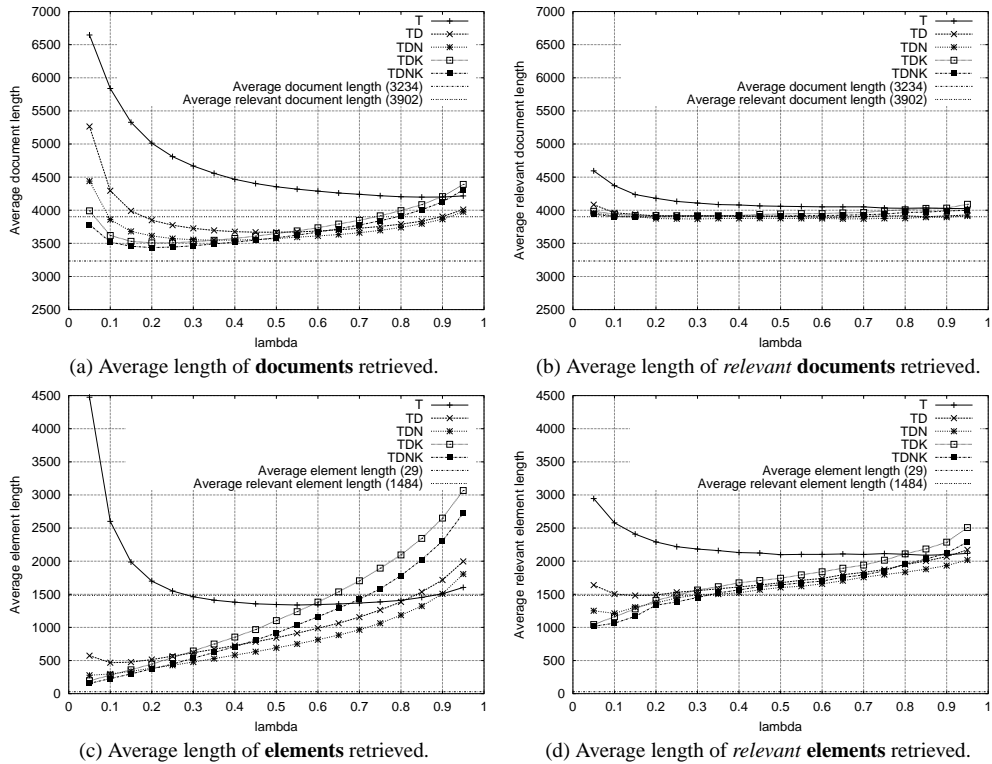 7000
6500
6000
5500
5000
4500
4000
3500
3000
2500
Average document length
T
TD
TDN
TDK
TDNK
Average document length (3234)
Average relevant document length (3902)
0 0.1 0.2 0.3 0.4 0.5 0.6 0.7 0.8 0.9 1
lambda
(a) Average length of documents retrieved.
7000
6500
6000
5500
5000
4500
4000
3500
3000
2500
Average relevant document length
T
TD
TDN
TDK
TDNK
Average document length (3234)
Average relevant document length (3902)
0 0.1 0.2 0.3 0.4 0.5 0.6 0.7 0.8 0.9 1
lambda
(b) Average length of relevant documents retrieved.
4500
4000
3500
3000
2500
2000
1500
1000
500
0
Average element length
T
TD
TDN
TDK
TDNK
Average element length (29)
Average relevant element length (1484)
0 0.1 0.2 0.3 0.4 0.5 0.6 0.7 0.8 0.9 1
lambda
(c) Average length of elements retrieved.
4500
4000
3500
3000
2500
2000
1500
1000
500
0
Average relevant element length
T
TD
TDN
TDK
TDNK
Average element length (29)
Average relevant element length (1484)
0 0.1 0.2 0.3 0.4 0.5 0.6 0.7 0.8 0.9 1
lambda
(d) Average length of relevant elements retrieved.